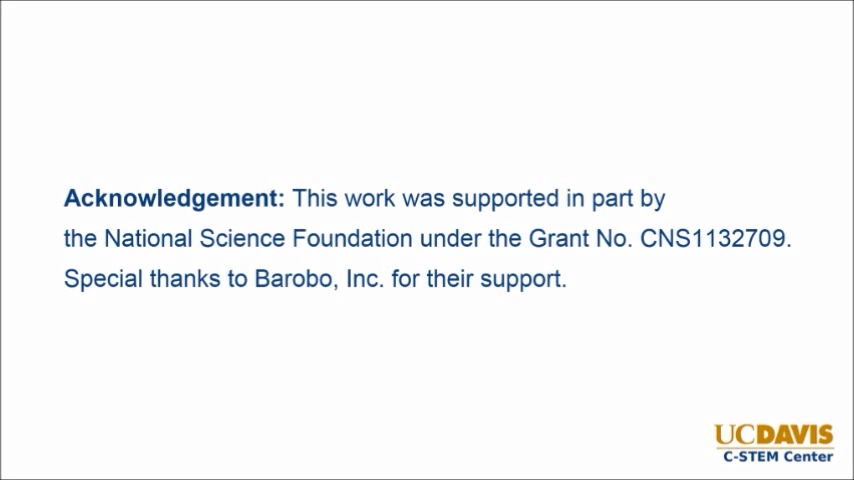 Acknowledgement: This work was supported in part by
the National Science Foundation under the Grant No. CNS1132709.
Special thanks to Barobo, Inc. for their support.
UCDAVIS
C-STEM Center